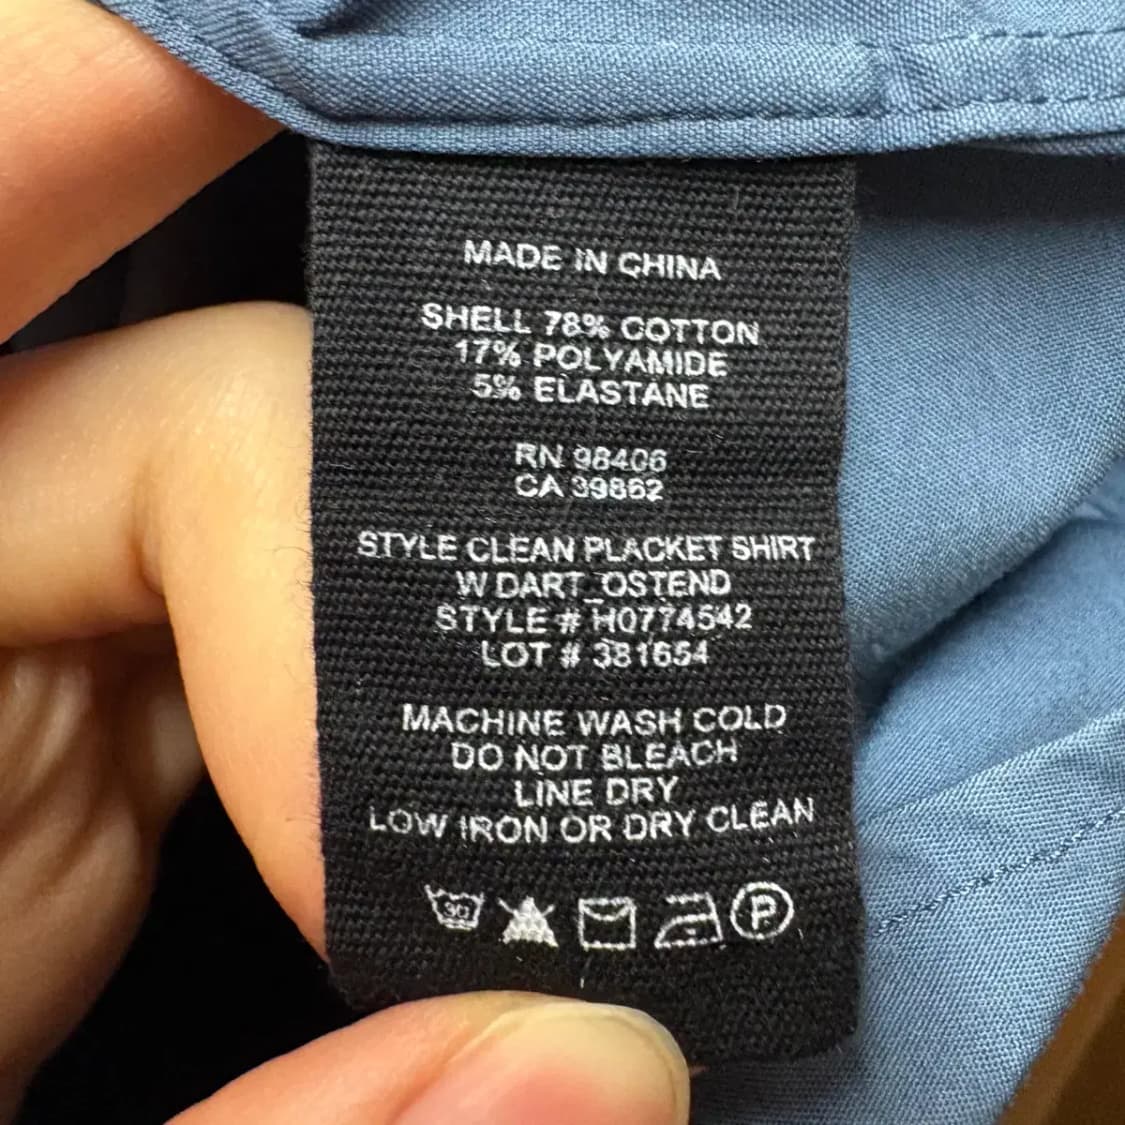 MADE IN CHINA
SHELL 78% COTTON
17% POLYAMIDE
5% ELASTANE
RN 98406
CA 39862
STYLE CLEAN PLACKET SHIRT
W DART_OSTEND
STYLE # H0774542
LOT # 381654
MACHINE WASH COLD
DO NOT BLEACH
LINE DRY
LOW IRON OR DRY CLEAN
30 P